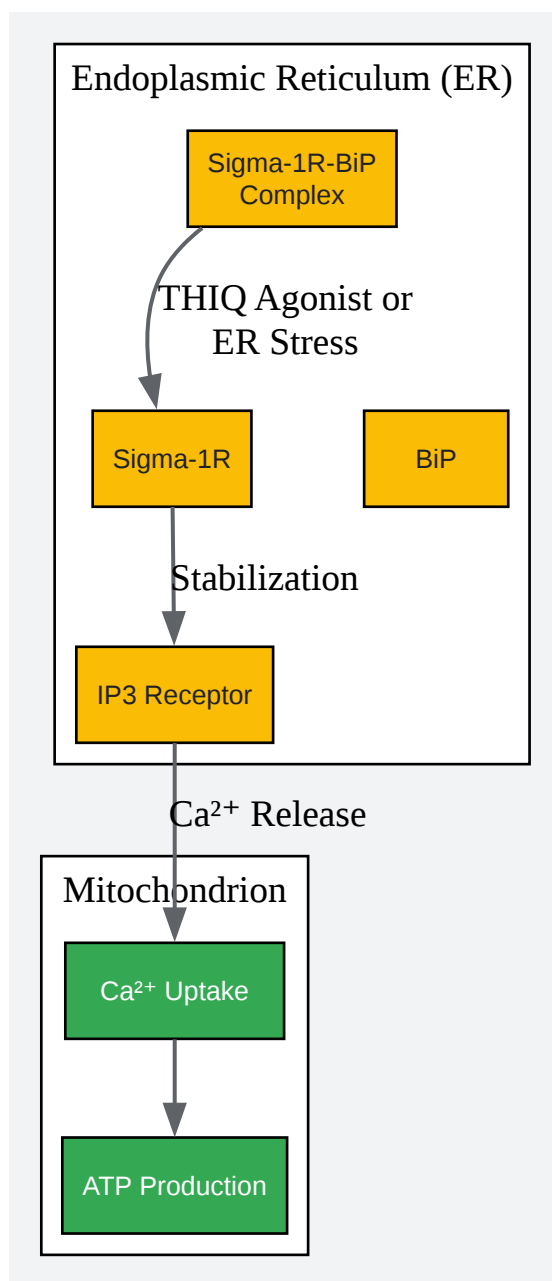 Endoplasmic Reticulum (ER)
Sigma-1R-BiP
Complex
THIQ Agonist or
ER Stress
Sigma-1R
BiP
Stabilization
IP3 Receptor
Ca²⁺ Release
Mitochondrion
Ca²⁺ Uptake
ATP Production